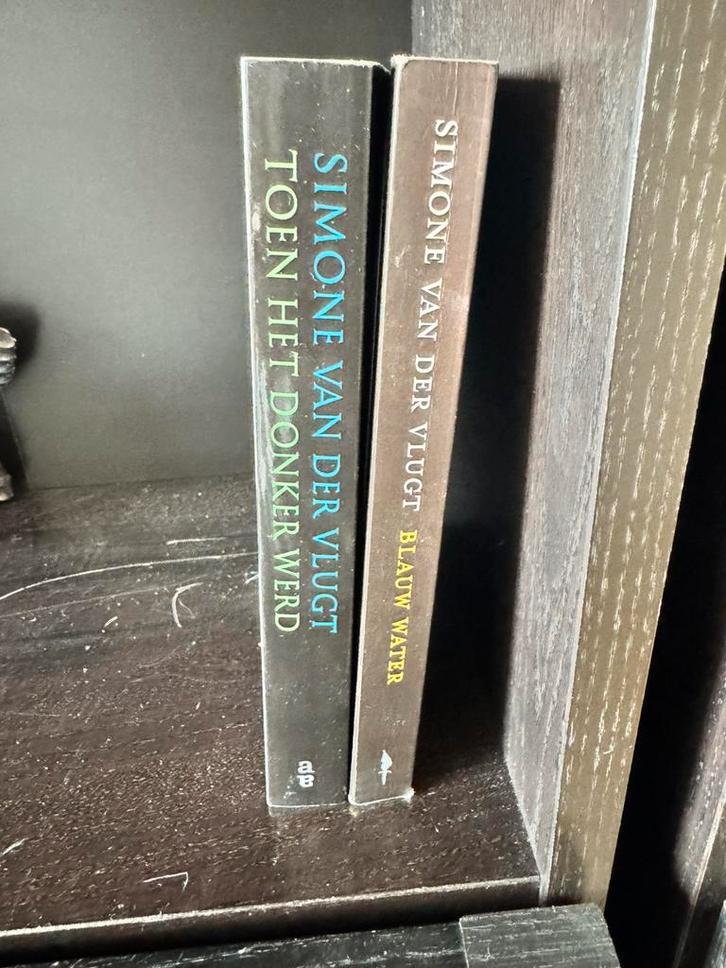 SIMONE VAN DER VLUGT
TOEN HET DONKER WERD
SIMONE VAN DER VLUGT BLAUW WATER